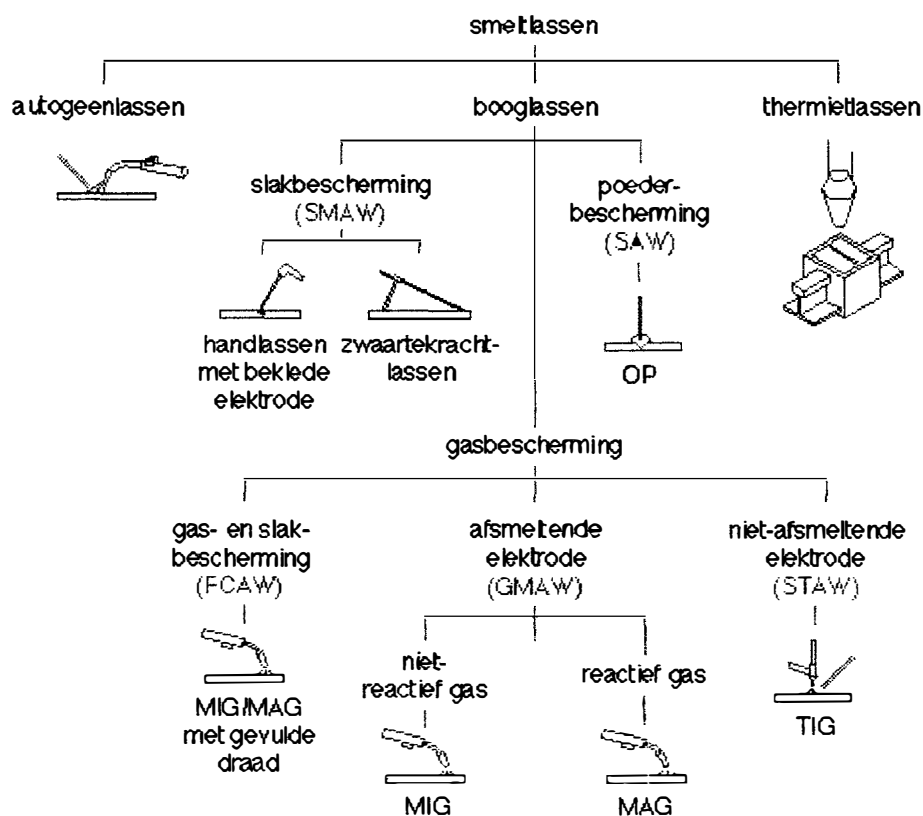 smeltlassen
autogeenlassen
booglassen
thermietlassen
slakbescherming
(SMAW)
poeder-
bescherming
(SAW)
handlassen
met beklede
elektrode
zwaartekracht-
lassen
OP
gasbescherming
gas- en slak-
bescherming
(FCAW)
afsmeltende
elektrode
(GMAW)
niet-afsmeltende
elektrode
(STAW)
niet-
reactief gas
reactief gas
MIG/MAG
met gevulde
draad
MIG
MAG
TIG